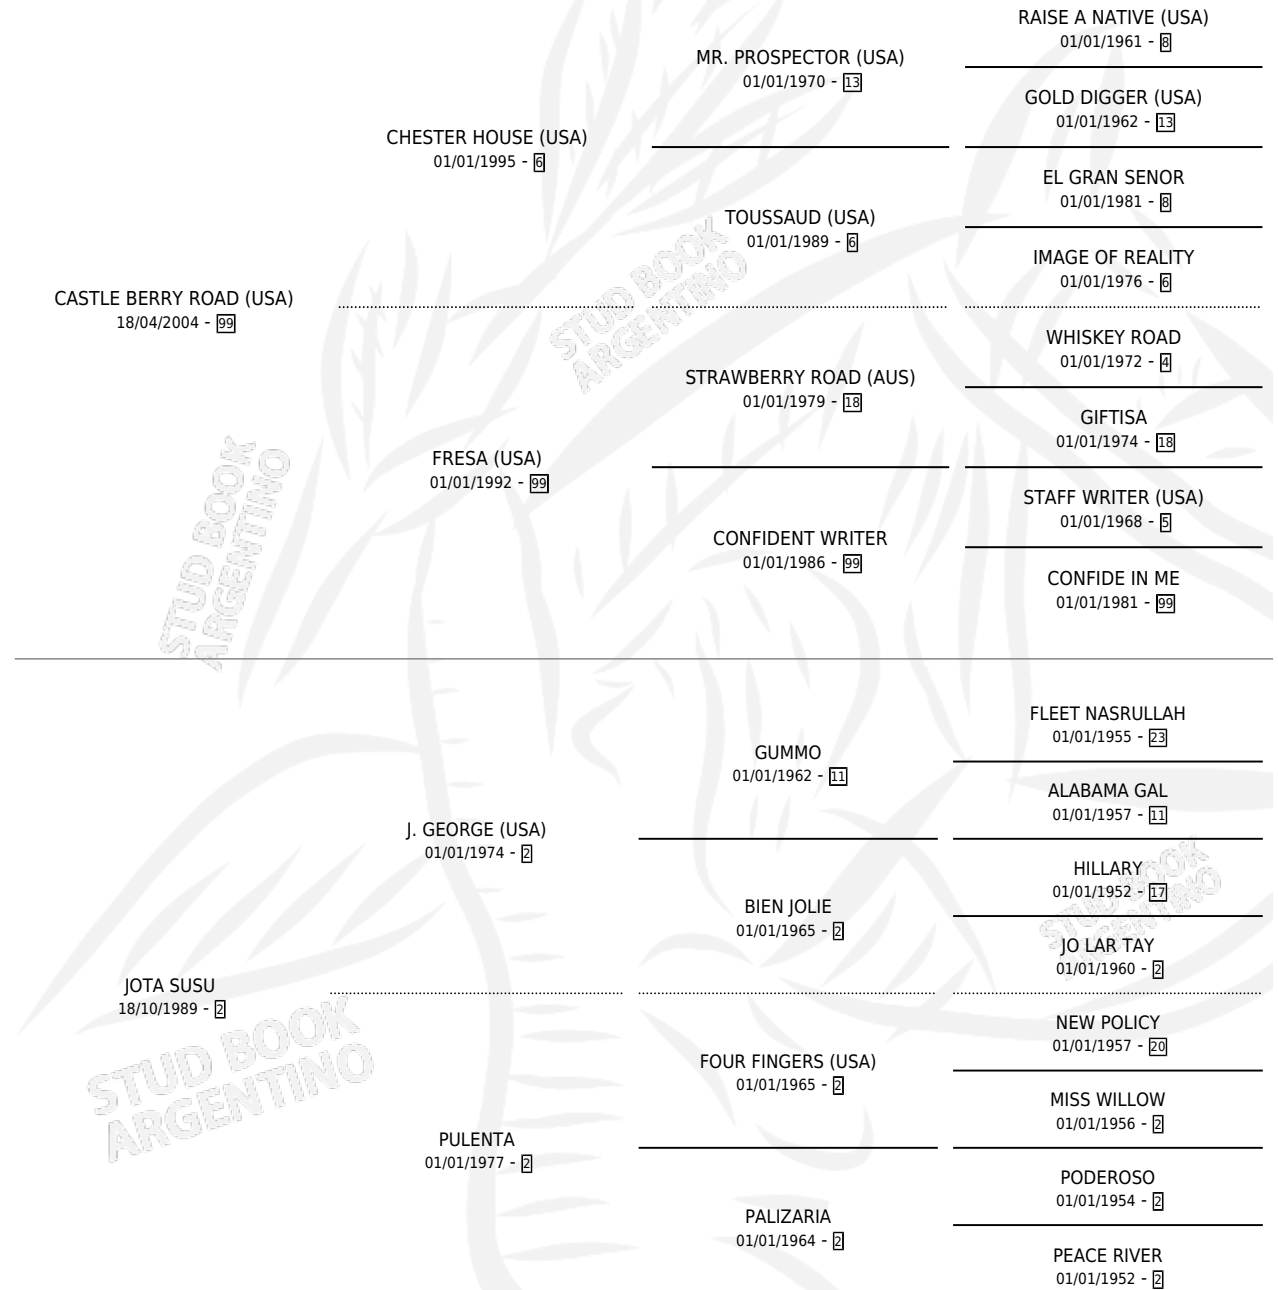 RAISE A NATIVE (USA)
01/01/1961 - 8
MR. PROSPECTOR (USA)
01/01/1970 - 13
GOLD DIGGER (USA)
01/01/1962 - 13
CHESTER HOUSE (USA)
01/01/1995 - 6
EL GRAN SENOR
01/01/1981 - 8
TOUSSAUD (USA)
01/01/1989 - 6
IMAGE OF REALITY
01/01/1976 - 6
CASTLE BERRY ROAD (USA)
18/04/2004 - 99
STUD BOOK
ARGENTINO
WHISKEY ROAD
01/01/1972 - 4
STRAWBERRY ROAD (AUS)
01/01/1979 - 18
GIFTISA
01/01/1974 - 18
FRESA (USA)
01/01/1992 - 99
STAFF WRITER (USA)
01/01/1968 - 5
CONFIDENT WRITER
01/01/1986 - 99
CONFIDE IN ME
01/01/1981 - 99
STUD BOOK
ARGENTINO
FLEET NASRULLAH
01/01/1955 - 23
GUMMO
01/01/1962 - 11
ALABAMA GAL
01/01/1957 - 11
J. GEORGE (USA)
01/01/1974 - 2
HILLARY
01/01/1952 - 17
BIEN JOLIE
01/01/1965 - 2
STUD BOOK
ARGENTINO
JO LAR TAY
01/01/1960 - 2
JOTA SUSU
18/10/1989 - 2
NEW POLICY
01/01/1957 - 20
FOUR FINGERS (USA)
01/01/1965 - 2
STUD BOOK
ARGENTINO
MISS WILLOW
01/01/1956 - 2
PULENTA
01/01/1977 - 2
PODEROSO
01/01/1954 - 2
PALIZARIA
01/01/1964 - 2
PEACE RIVER
01/01/1952 - 2